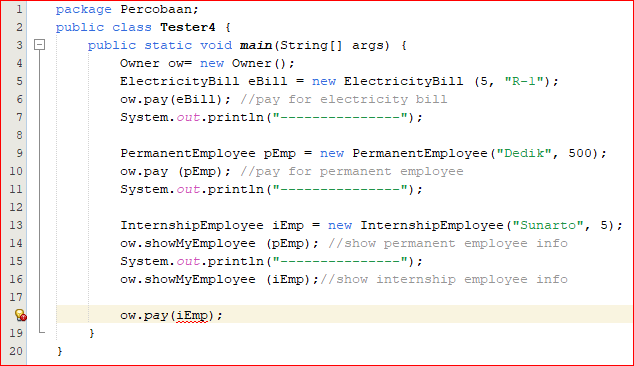 1 package Percobaan;
2 public class Tester4 {
3 public static void main(String[] args) {
4 Owner ow= new Owner();
5 ElectricityBill eBill = new ElectricityBill (5, "R-1");
6 ow.pay(eBill); //pay for electricity bill
7 System.out.println("---------------");
8
9 PermanentEmployee pEmp = new PermanentEmployee("Dedik", 500);
10 ow.pay (pEmp); //pay for permanent employee
11 System.out.println("---------------");
12
13 InternshipEmployee iEmp = new InternshipEmployee("Sunarto", 5);
14 ow.showMyEmployee (pEmp); //show permanent employee info
15 System.out.println("---------------");
16 ow.showMyEmployee (iEmp);//show internship employee info
17
ow.pay(iEmp);
19 }
20 }